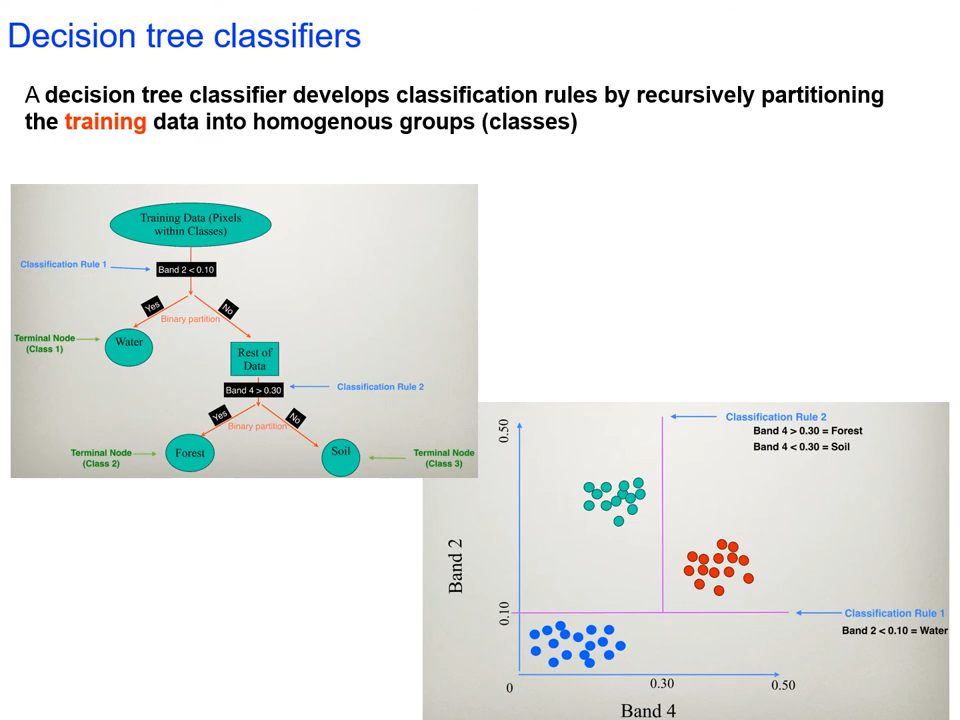 Decision tree classifiers
A decision tree classifier develops classification rules by recursively partitioning
the training data into homogenous groups (classes)
Training Data (Pixels
within Classes)
Classification Rule 1
Band 2 < 0.10
Yes
No
Binary partition
Terminal Node
(Class 1)
Water
Rest of
Data
Band 4 > 0.30
Classification Rule 2
Yes
No
Binary partition
Terminal Node
(Class 2)
Forest
Soil
Terminal Node
(Class 3)
Classification Rule 2
Band 4 > 0.30 = Forest
Band 4 < 0.30 = Soil
0.50
Band 2
0.10
Classification Rule 1
Band 2 < 0.10 = Water
0
0.30
0.50
Band 4